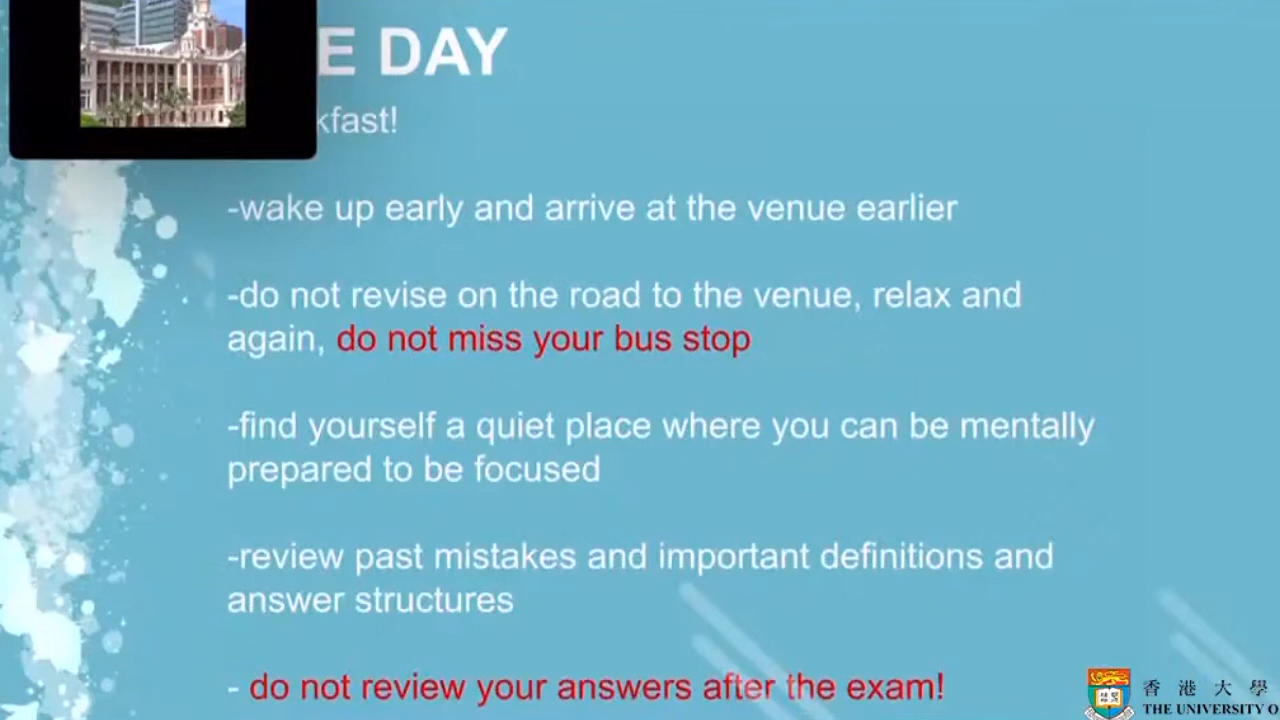 E DAY
kfast!
-wake up early and arrive at the venue earlier
-do not revise on the road to the venue, relax and
again, do not miss your bus stop
-find yourself a quiet place where you can be mentally
prepared to be focused
-review past mistakes and important definitions and
answer structures
- do not review your answers after the exam!
香 港 大 學
THE UNIVERSITY O